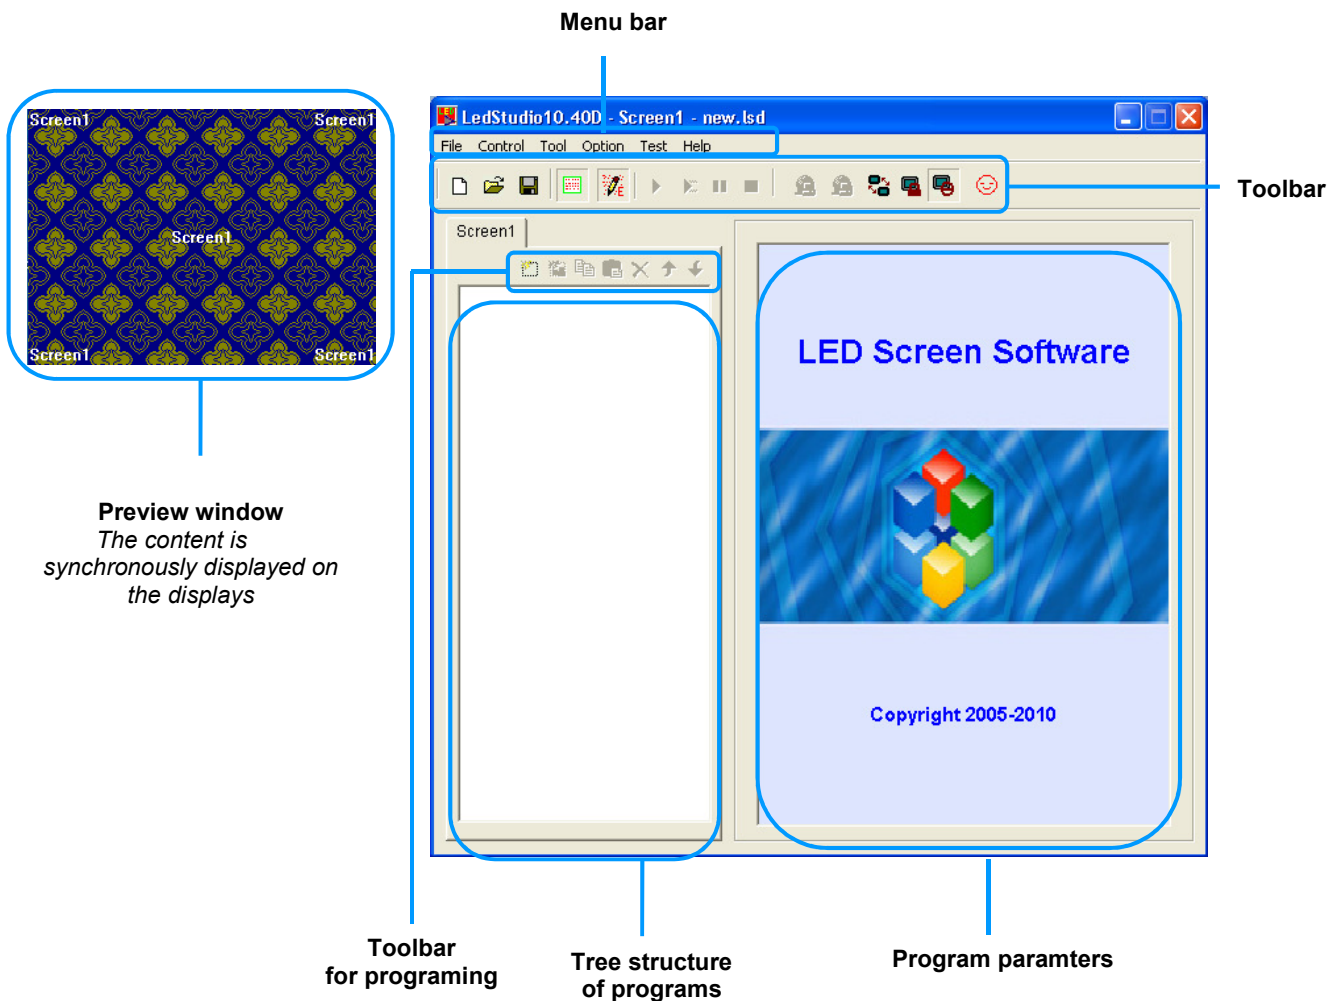 Menu bar
Screen1 Screen1
Screen1
Screen1 Screen1
LedStudio10.40D - Screen1 - new.lsd
File Control Tool Option Test Help
Toolbar
Screen1
LED Screen Software
Copyright 2005-2010
Preview window
The content is
synchronously displayed on
the displays
Toolbar
for programing
Tree structure
of programs
Program paramters